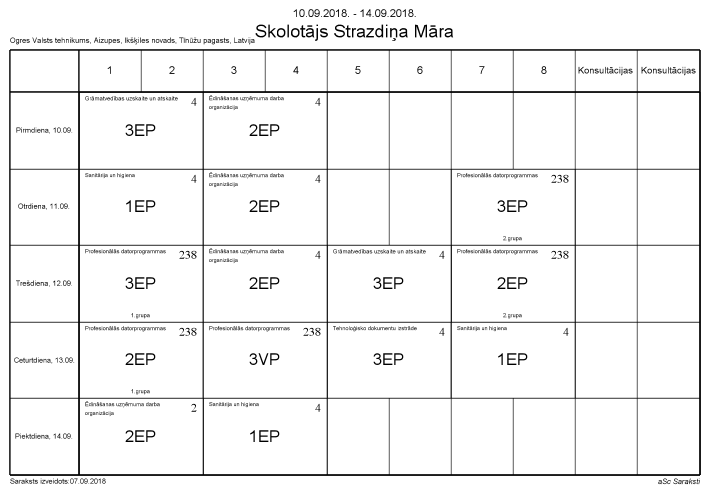 10.09.2018. - 14.09.2018.
Skolotājs Strazdiņa Māra
Ogres Valsts tehnikums, Aizupes, Ikšķiles novads, Tīnūžu pagasts, Latvija
1 2 3 4 5 6 7 8 Konsultācijas Konsultācijas
Pirmdiena, 10.09.
Grāmatvedības uzskaite un atskaite 4
3EP
Ēdināšanas uzņēmuma darba 4
organizācija
2EP
Otrdiena, 11.09.
Sanitārija un higiena 4
1EP
Ēdināšanas uzņēmuma darba 4
organizācija
2EP
Profesionālās datorprogrammas 238
3EP
2.grupa
Trešdiena, 12.09.
Profesionālās datorprogrammas 238
3EP
1.grupa
Ēdināšanas uzņēmuma darba 4
organizācija
2EP
Grāmatvedības uzskaite un atskaite 4
3EP
Profesionālās datorprogrammas 238
2EP
2.grupa
Ceturtdiena, 13.09.
Profesionālās datorprogrammas 238
2EP
1.grupa
Profesionālās datorprogrammas 238
3VP
Tehnoloģisko dokumentu izstrāde 4
3EP
Sanitārija un higiena 4
1EP
Piektdiena, 14.09.
Ēdināšanas uzņēmuma darba 2
organizācija
2EP
Sanitārija un higiena 4
1EP
Saraksts izveidots:07.09.2018
aSc Saraksti